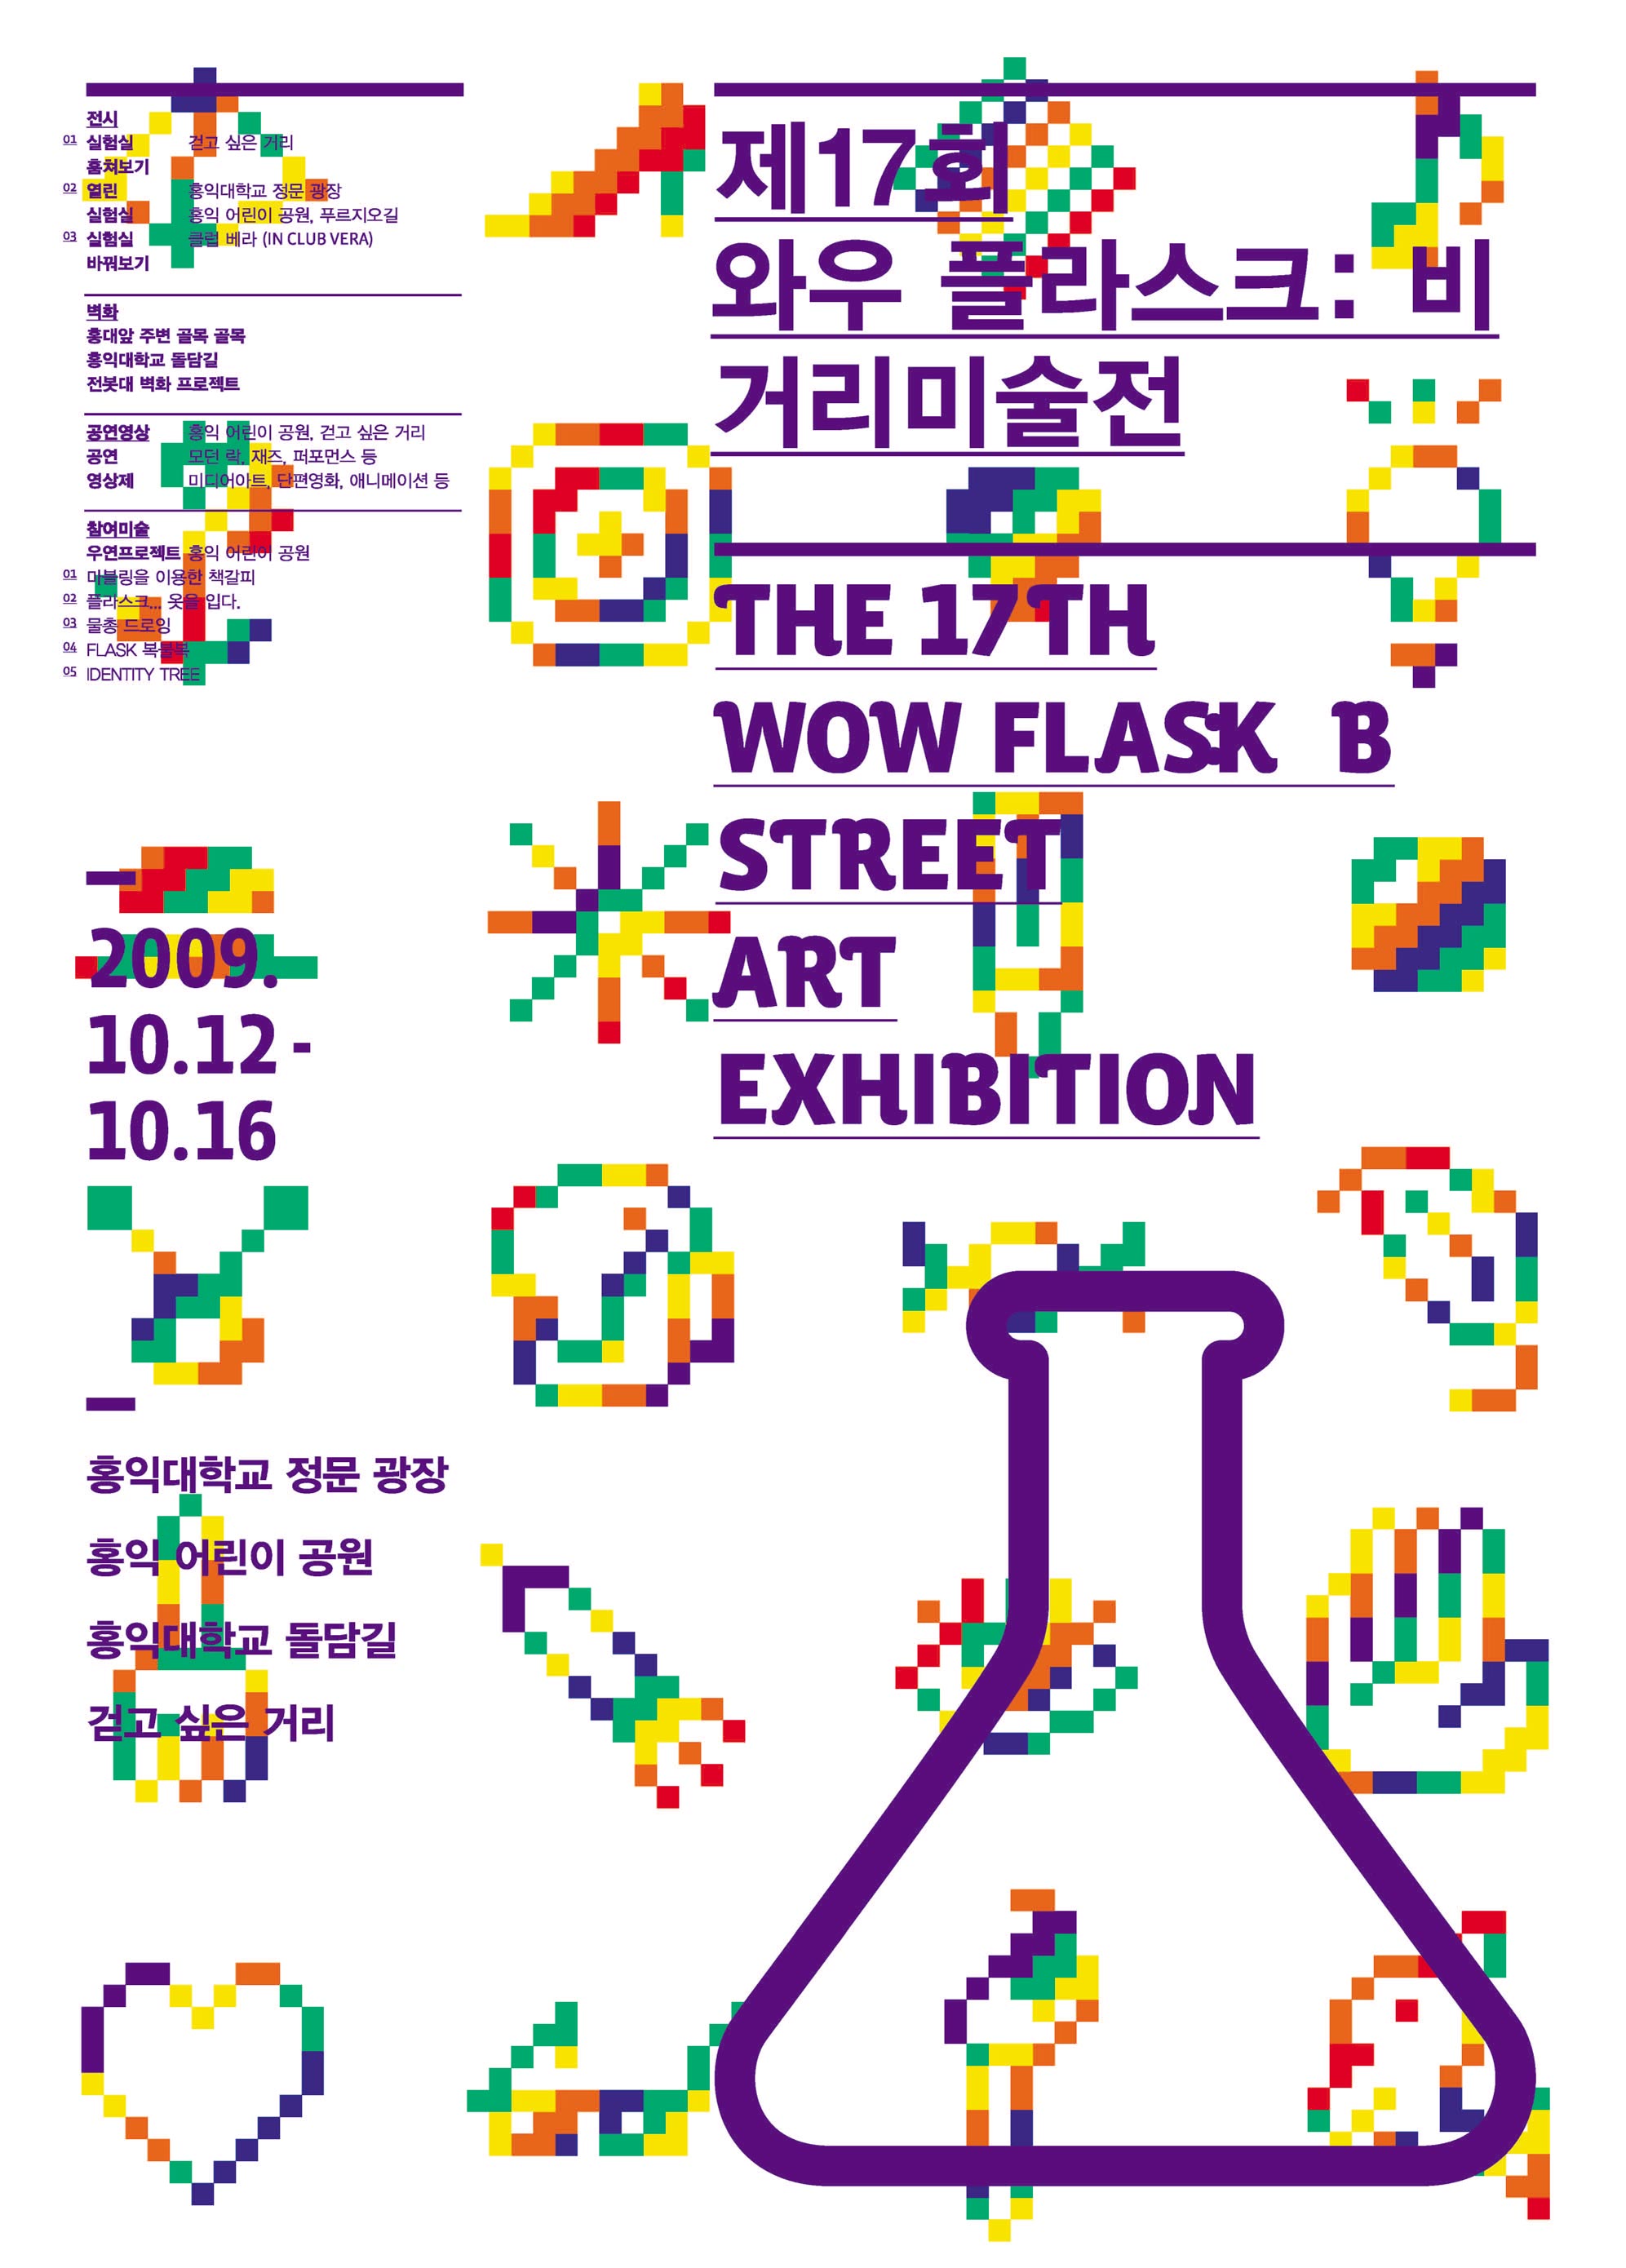 전시
01 실험실 걷고 싶은 거리
훔쳐보기
02 열린 홍익대학교 정문 광장
실험실 홍익 어린이 공원, 푸르지오길
03 실험실 클럽 베라 (IN CLUB VERA)
바꿔보기
벽화
홍대앞 주변 골목 골목
홍익대학교 돌담길
전봇대 벽화 프로젝트
공연영상 홍익 어린이 공원, 걷고 싶은 거리
공연 모던 락, 재즈, 퍼포먼스 등
영상제 미디어아트, 단편영화, 애니메이션 등
참여미술
우연프로젝트 홍익 어린이 공원
01 마블링을 이용한 책갈피
02 플라스크... 옷을 입다.
03 물총 드로잉
04 FLASK 복불복
05 IDENTITY TREE
제17회
와우 플라스크: 비
거리미술전
THE 17TH
WOW FLASK: B
STREET
ART
EXHIBITION
2009.
10.12 -
10.16
홍익대학교 정문 광장
홍익 어린이 공원
홍익대학교 돌담길
걷고 싶은 거리